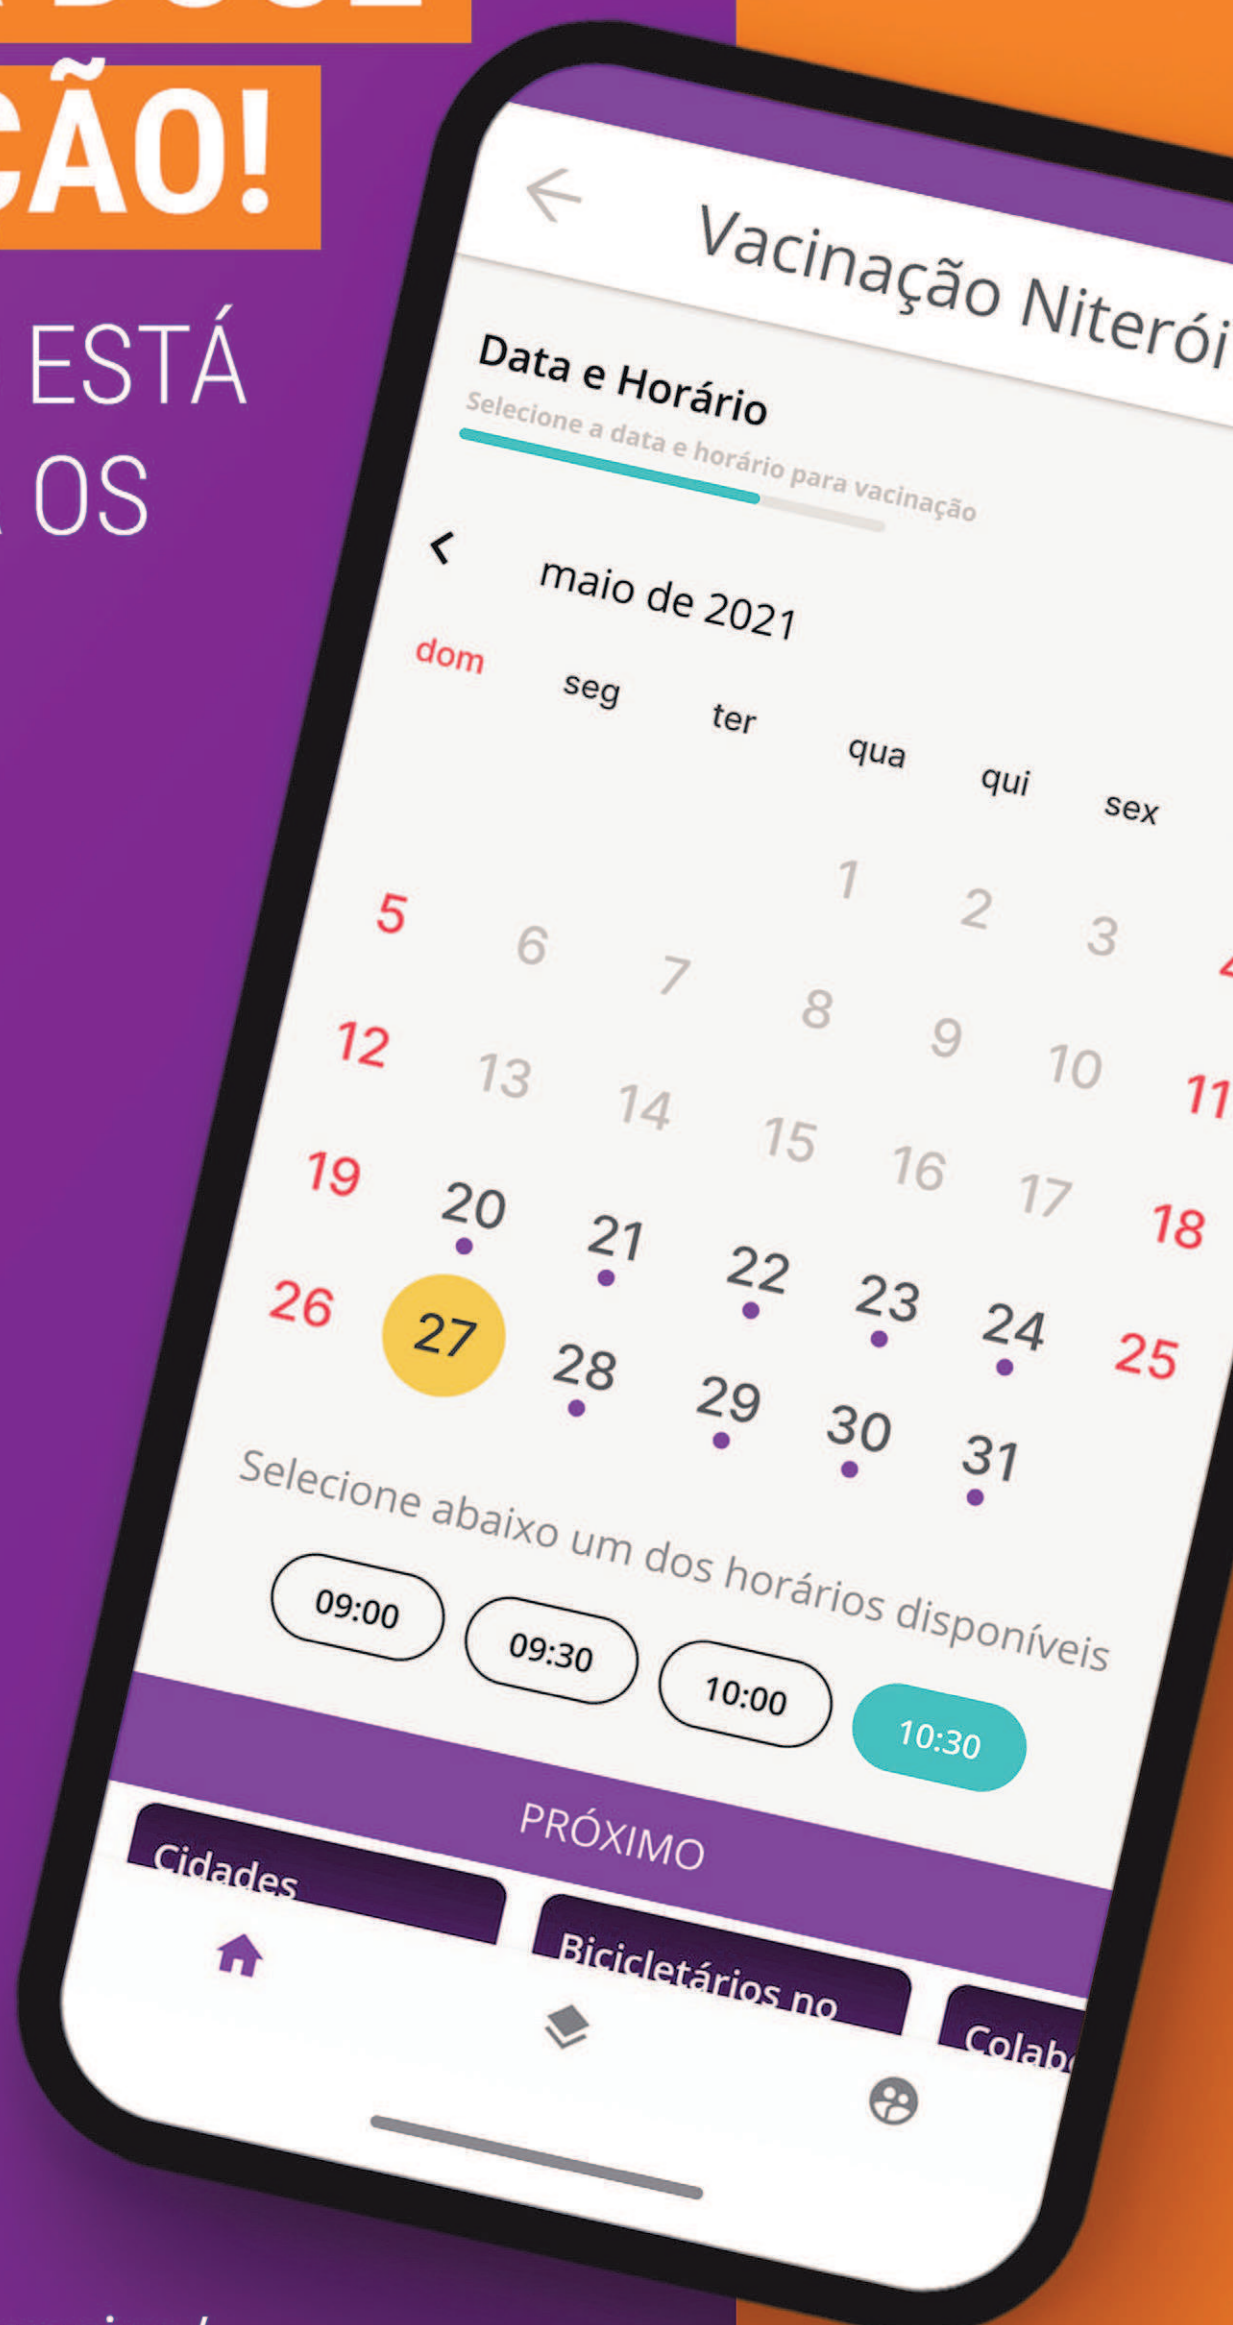 ÇÃO!
ESTÁ
OS
Vacinação Niterói
Data e Horário
Selecione a data e horário para vacinação
maio de 2021
dom seg ter qua qui sex
1 2 3 4
5 6 7 8 9 10 11
12 13 14 15 16 17 18
19 20 21 22 23 24 25
26 27 28 29 30 31
Selecione abaixo um dos horários disponíveis
09:00 09:30 10:00 10:30
PRÓXIMO
Cidades
Bicicletários no
Colab